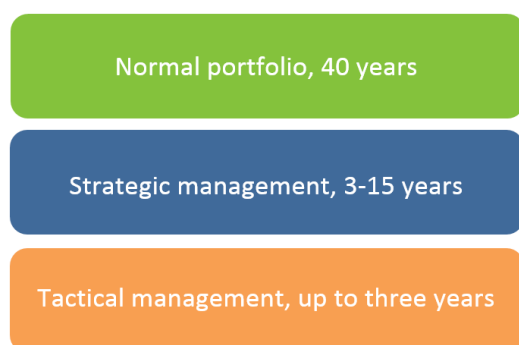 Normal portfolio, 40 years
Strategic management, 3-15 years
Tactical management, up to three years